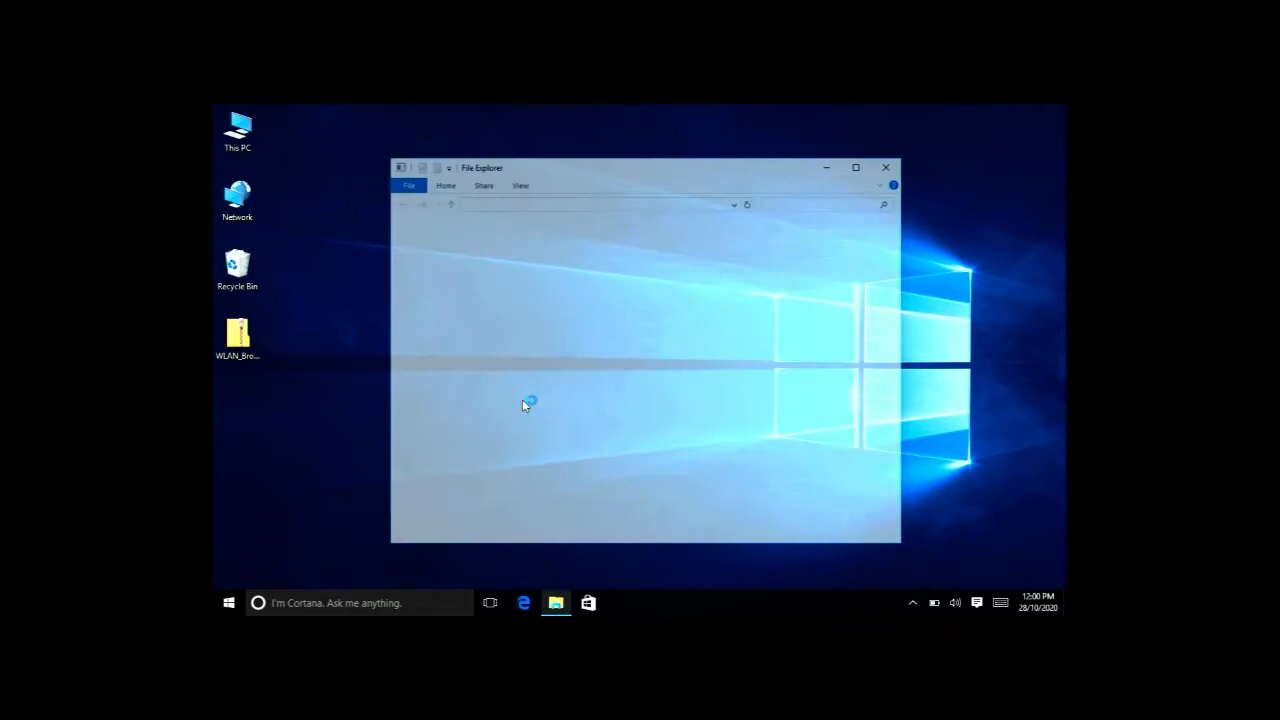 This PC
Network
Recycle Bin
WLAN_Bro...
File Explorer
File Home Share View
I'm Cortana. Ask me anything.
12:00 PM
28/10/2020